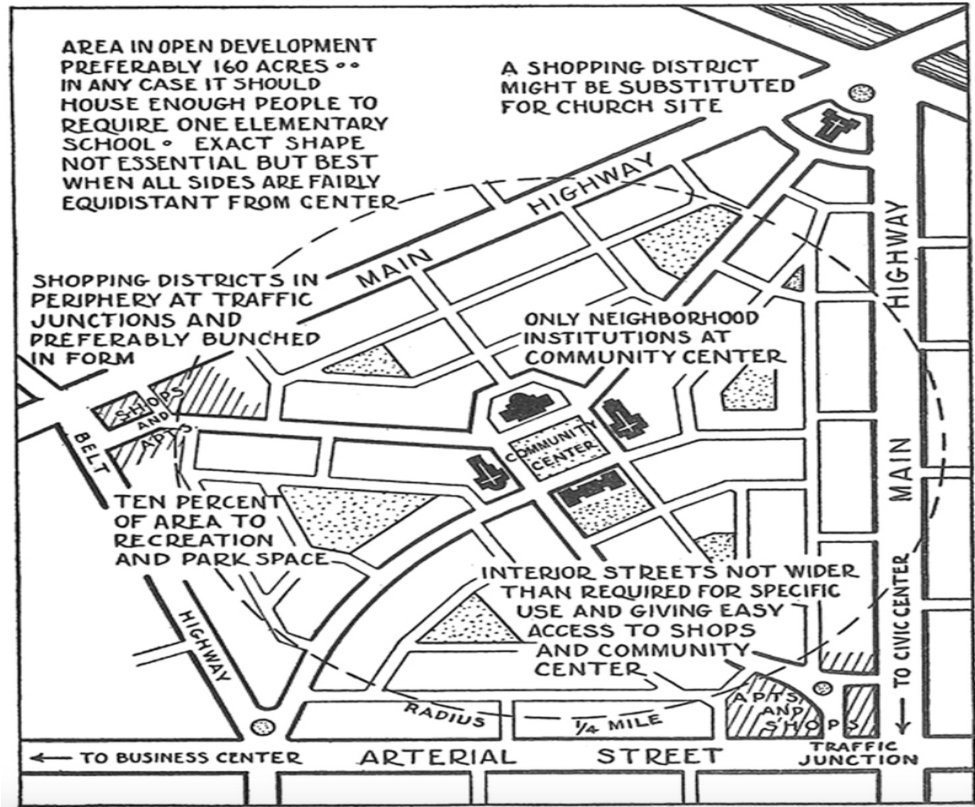 AREA IN OPEN DEVELOPMENT
PREFERABLY 160 ACRES ••
IN ANY CASE IT SHOULD
HOUSE ENOUGH PEOPLE TO
REQUIRE ONE ELEMENTARY
SCHOOL • EXACT SHAPE
NOT ESSENTIAL BUT BEST
WHEN ALL SIDES ARE FAIRLY
EQUIDISTANT FROM CENTER
A SHOPPING DISTRICT
MIGHT BE SUBSTITUTED
FOR CHURCH SITE
MAIN HIGHWAY
SHOPPING DISTRICTS IN
PERIPHERY AT TRAFFIC
JUNCTIONS AND
PREFERABLY BUNCHED
IN FORM
ONLY NEIGHBORHOOD
INSTITUTIONS AT
COMMUNITY CENTER
MAIN HIGHWAY
SHOPS
AND
APTS
BELT HIGHWAY
COMMUNITY
CENTER
TEN PERCENT
OF AREA TO
RECREATION
AND PARK SPACE
INTERIOR STREETS NOT WIDER
THAN REQUIRED FOR SPECIFIC
USE AND GIVING EASY
ACCESS TO SHOPS
AND COMMUNITY
CENTER
TO CIVIC CENTER
APTS
AND
SHOPS
RADIUS 1/4 MILE
TRAFFIC
JUNCTION
← TO BUSINESS CENTER
ARTERIAL STREET